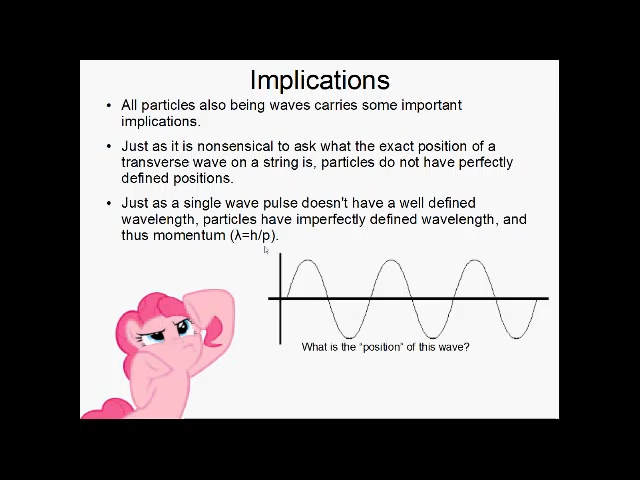 Implications
• All particles also being waves carries some important
implications.
• Just as it is nonsensical to ask what the exact position of a
transverse wave on a string is, particles do not have perfectly
defined positions.
• Just as a single wave pulse doesn't have a well defined
wavelength, particles have imperfectly defined wavelength, and
thus momentum (λ=h/p).
What is the "position" of this wave?